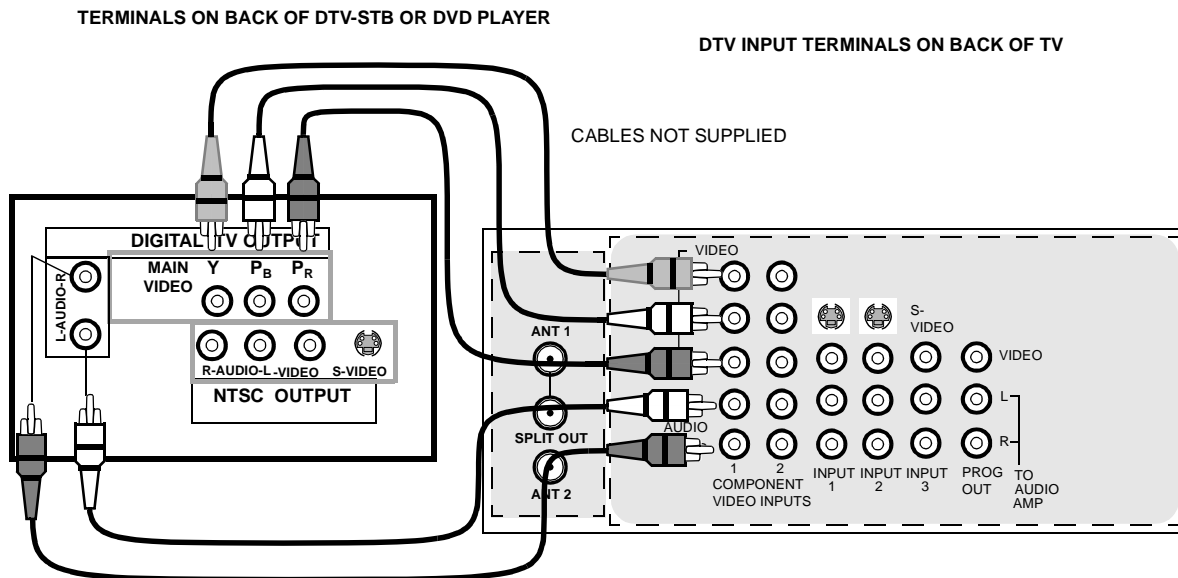 TERMINALS ON BACK OF DTV-STB OR DVD PLAYER
DTV INPUT TERMINALS ON BACK OF TV
CABLES NOT SUPPLIED
DIGITAL TV OUTPUT
MAIN
VIDEO
Y PB PR
L-AUDIO-R
R-AUDIO-L -VIDEO S-VIDEO
NTSC OUTPUT
ANT 1
SPLIT OUT
ANT 2
VIDEO
S-
VIDEO
VIDEO
L
AUDIO
R
1 2
COMPONENT
VIDEO INPUTS
INPUT
1
INPUT
2
INPUT
3
PROG
OUT
TO
AUDIO
AMP